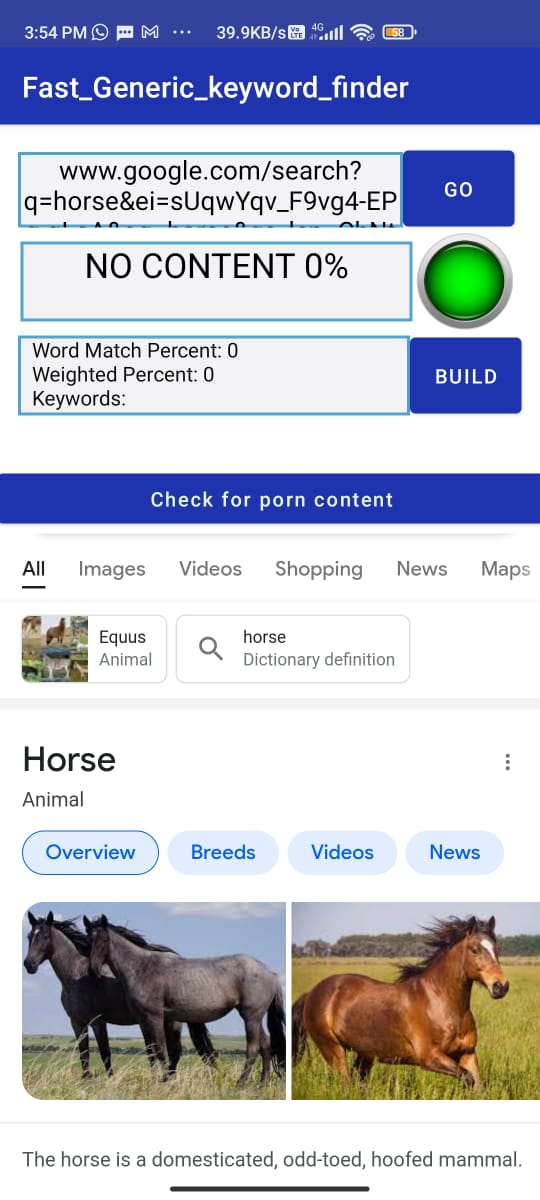 3:54 PM ... 39.9KB/s Vo LTE 4G 58
Fast_Generic_keyword_finder
www.google.com/search?
q=horse&ei=sUqwYqv_F9vg4-EP
GO
NO CONTENT 0%
Word Match Percent: 0
Weighted Percent: 0
Keywords:
BUILD
Check for porn content
All Images Videos Shopping News Maps
Equus
Animal
horse
Dictionary definition
Horse
Animal
Overview Breeds Videos News
The horse is a domesticated, odd-toed, hoofed mammal.